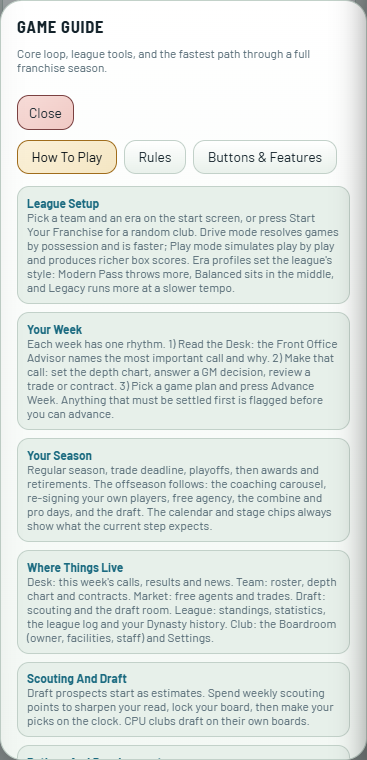 GAME GUIDE
Core loop, league tools, and the fastest path through a full
franchise season.
Close
How To Play
Rules
Buttons & Features
League Setup
Pick a team and an era on the start screen, or press Start
Your Franchise for a random club. Drive mode resolves games
by possession and is faster; Play mode simulates play by play
and produces richer box scores. Era profiles set the league's
style: Modern Pass throws more, Balanced sits in the middle,
and Legacy runs more at a slower tempo.
Your Week
Each week has one rhythm. 1) Read the Desk: the Front Office
Advisor names the most important call and why. 2) Make that
call: set the depth chart, answer a GM decision, review a
trade or contract. 3) Pick a game plan and press Advance
Week. Anything that must be settled first is flagged before
you can advance.
Your Season
Regular season, trade deadline, playoffs, then awards and
retirements. The offseason follows: the coaching carousel,
re-signing your own players, free agency, the combine and
pro days, and the draft. The calendar and stage chips always
show what the current step expects.
Where Things Live
Desk: this week's calls, results and news. Team: roster, depth
chart and contracts. Market: free agents and trades. Draft:
scouting and the draft room. League: standings, statistics,
the league log and your Dynasty history. Club: the Boardroom
(owner, facilities, staff) and Settings.
Scouting And Draft
Draft prospects start as estimates. Spend weekly scouting
points to sharpen your read, lock your board, then make your
picks on the clock. CPU clubs draft on their own boards.